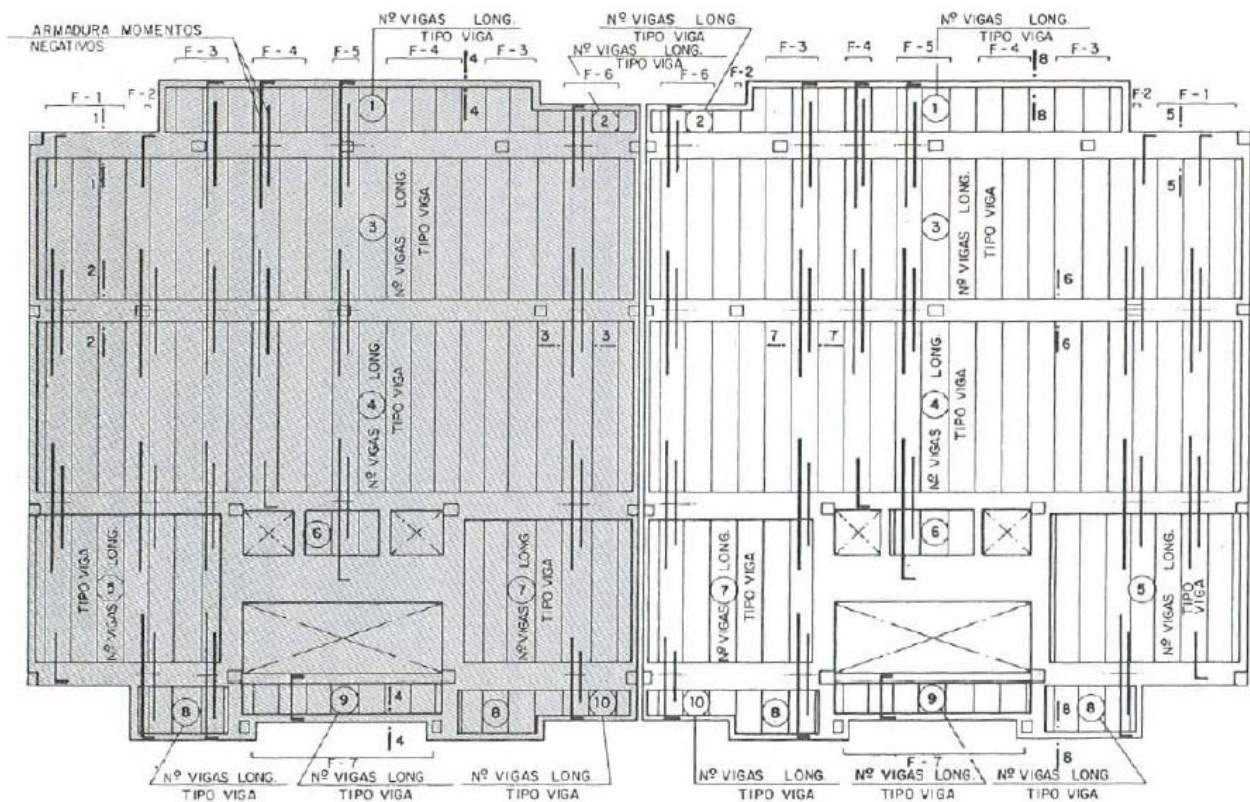 Nº VIGAS LONG.
TIPO VIGA
Nº VIGAS LONG.
TIPO VIGA
Nº VIGAS LONG.
TIPO VIGA
Nº VIGAS LONG.
TIPO VIGA
ARMADURA MOMENTOS
NEGATIVOS
F-3 F-4 F-5 F-4 F-3
F-6 F-6
F-3 F-4 F-5 F-4 F-3
F-1 F-2
F-2
F-2 F-1
4 4
8 8
1 1
5 5
1 2 2 1
3
Nº VIGAS LONG.
TIPO VIGA
3
Nº VIGAS LONG.
TIPO VIGA
2 2
6 6
3 3
7 7
4
Nº VIGAS LONG.
TIPO VIGA
4
Nº VIGAS LONG.
TIPO VIGA
6
6
TIPO VIGA
Nº VIGAS LONG.
7
Nº VIGAS LONG.
TIPO VIGA
7
Nº VIGAS LONG.
TIPO VIGA
5
Nº VIGAS LONG.
TIPO VIGA
8 9 8 10
10 8 9 8
4 4
8 8
F-7
F-7
Nº VIGAS LONG.
TIPO VIGA
Nº VIGAS LONG.
TIPO VIGA
Nº VIGAS LONG.
TIPO VIGA
Nº VIGAS LONG.
TIPO VIGA
Nº VIGAS LONG.
TIPO VIGA
Nº VIGAS LONG.
TIPO VIGA